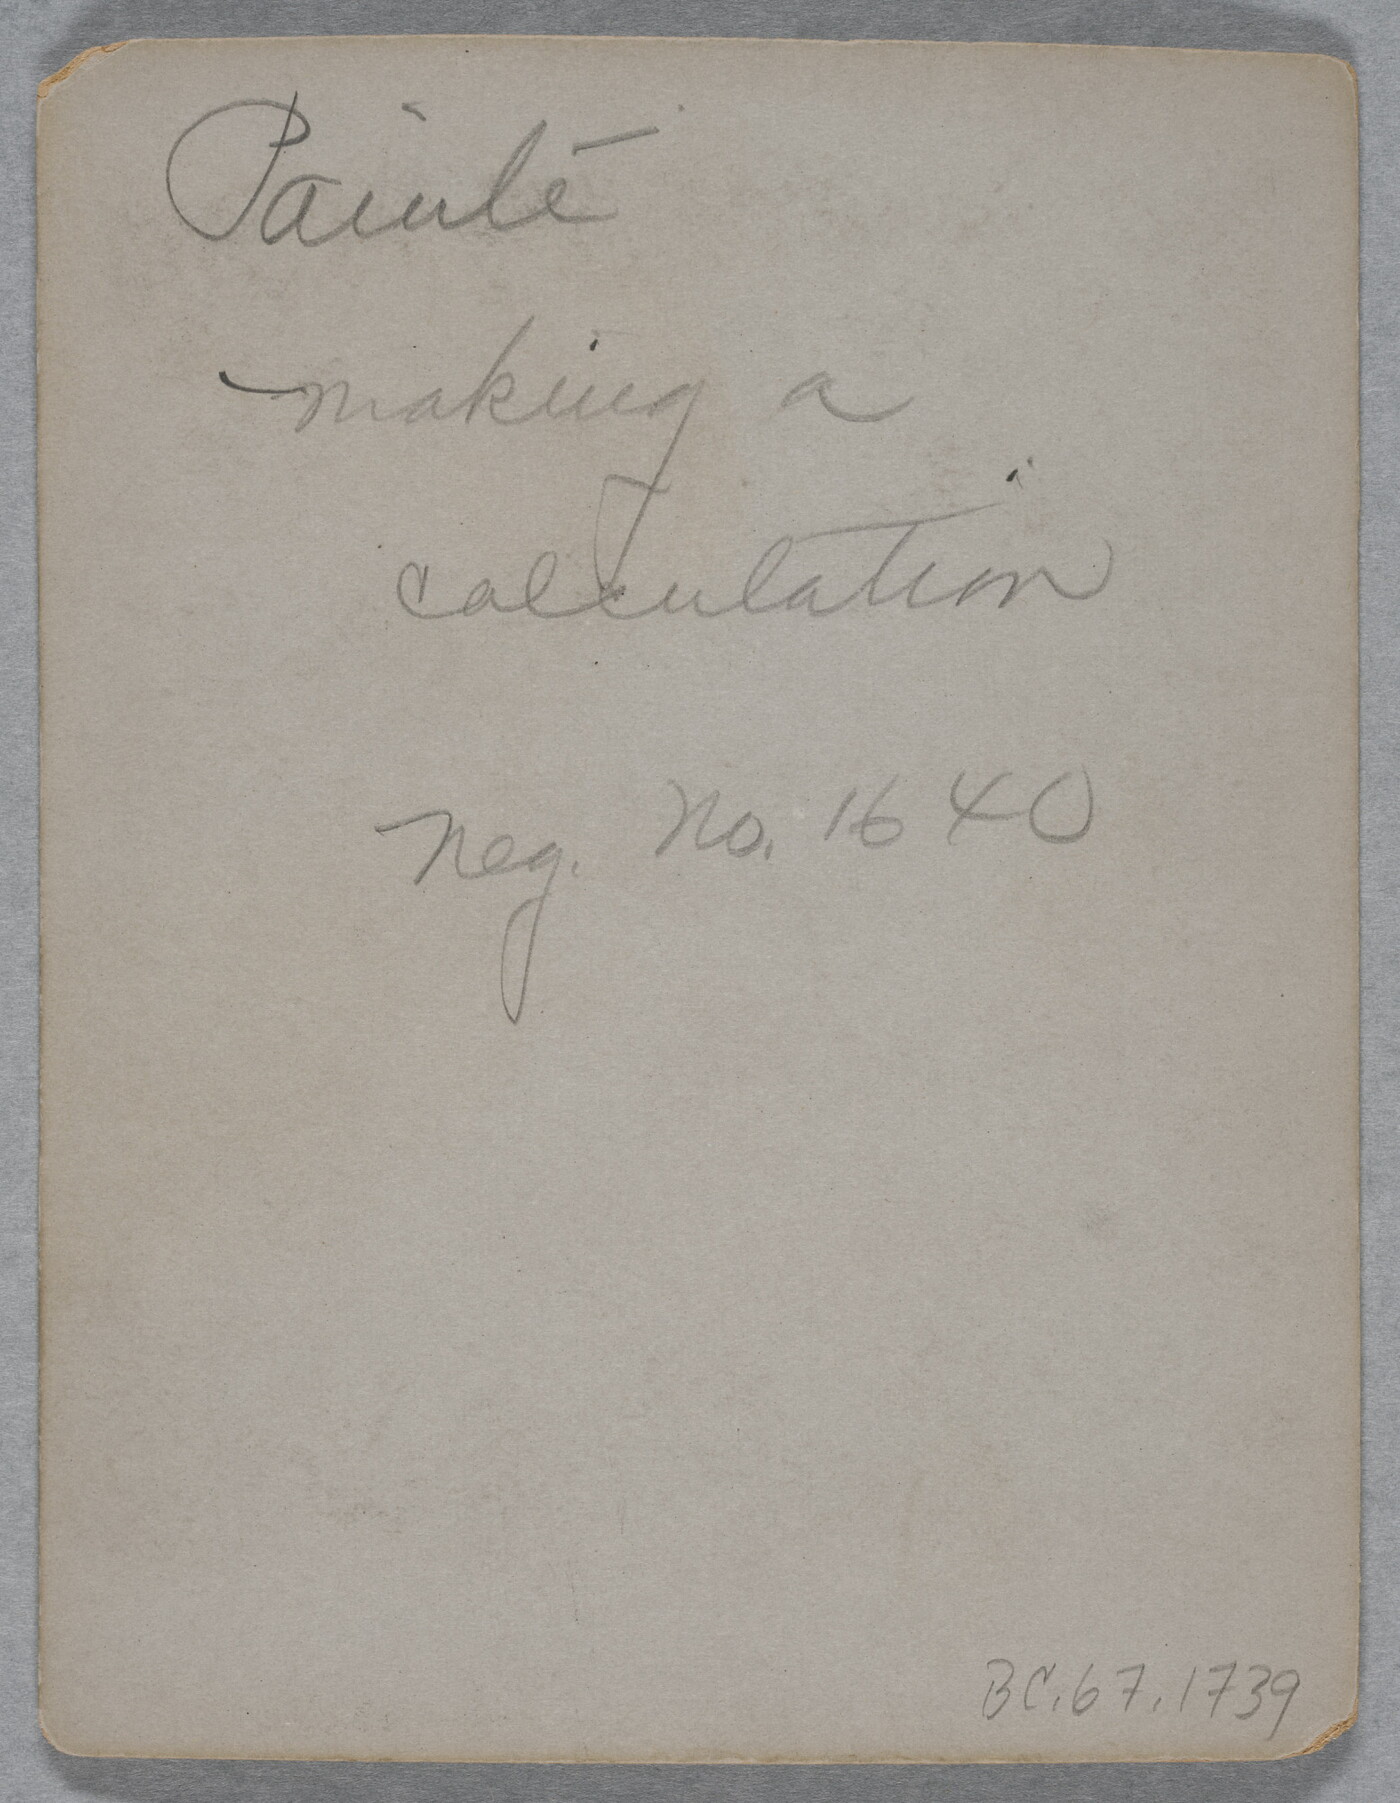 Paiute
making a
calculation
neg. No. 1640
BC.67.1739